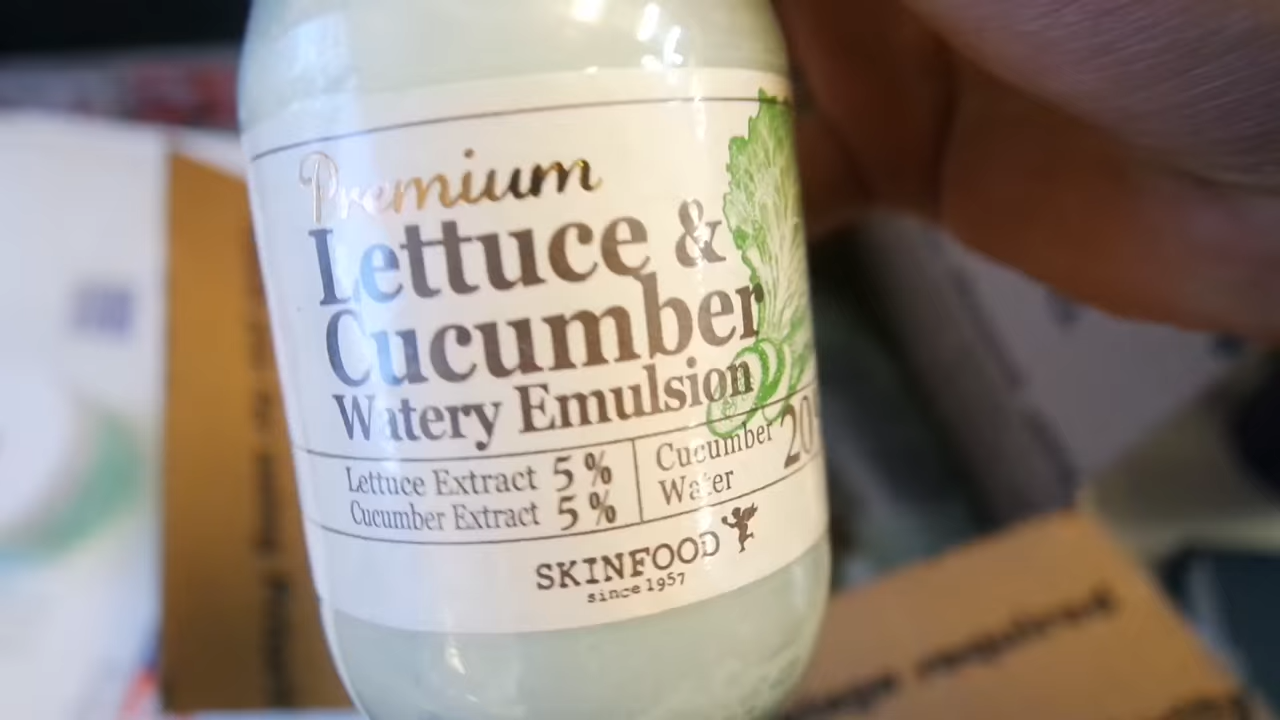 Premium
Lettuce &
Cucumber
Watery Emulsion
Lettuce Extract 5%
Cucumber Extract 5%
Cucumber
Water
SKINFOOD
since 1957